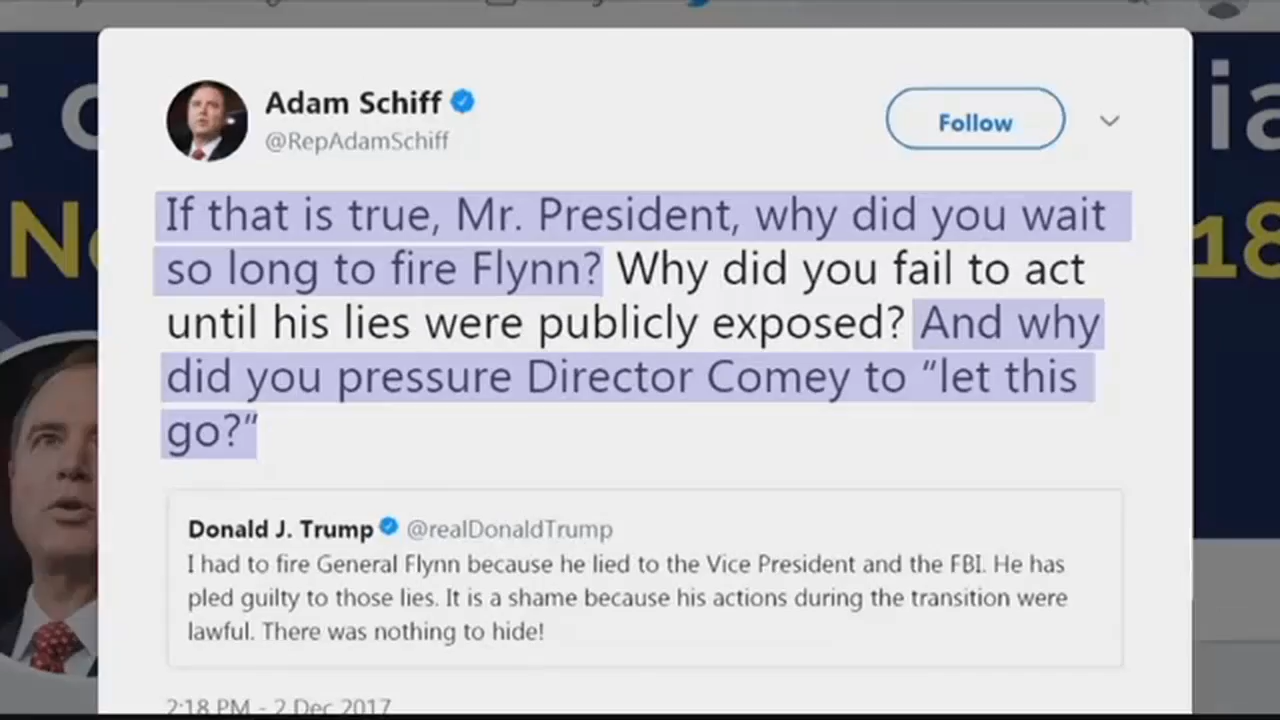 Adam Schiff
@RepAdamSchiff
Follow
If that is true, Mr. President, why did you wait
so long to fire Flynn? Why did you fail to act
until his lies were publicly exposed? And why
did you pressure Director Comey to “let this
go?”
Donald J. Trump @realDonaldTrump
I had to fire General Flynn because he lied to the Vice President and the FBI. He has
pled guilty to those lies. It is a shame because his actions during the transition were
lawful. There was nothing to hide!
2:18 PM - 2 Dec 2017